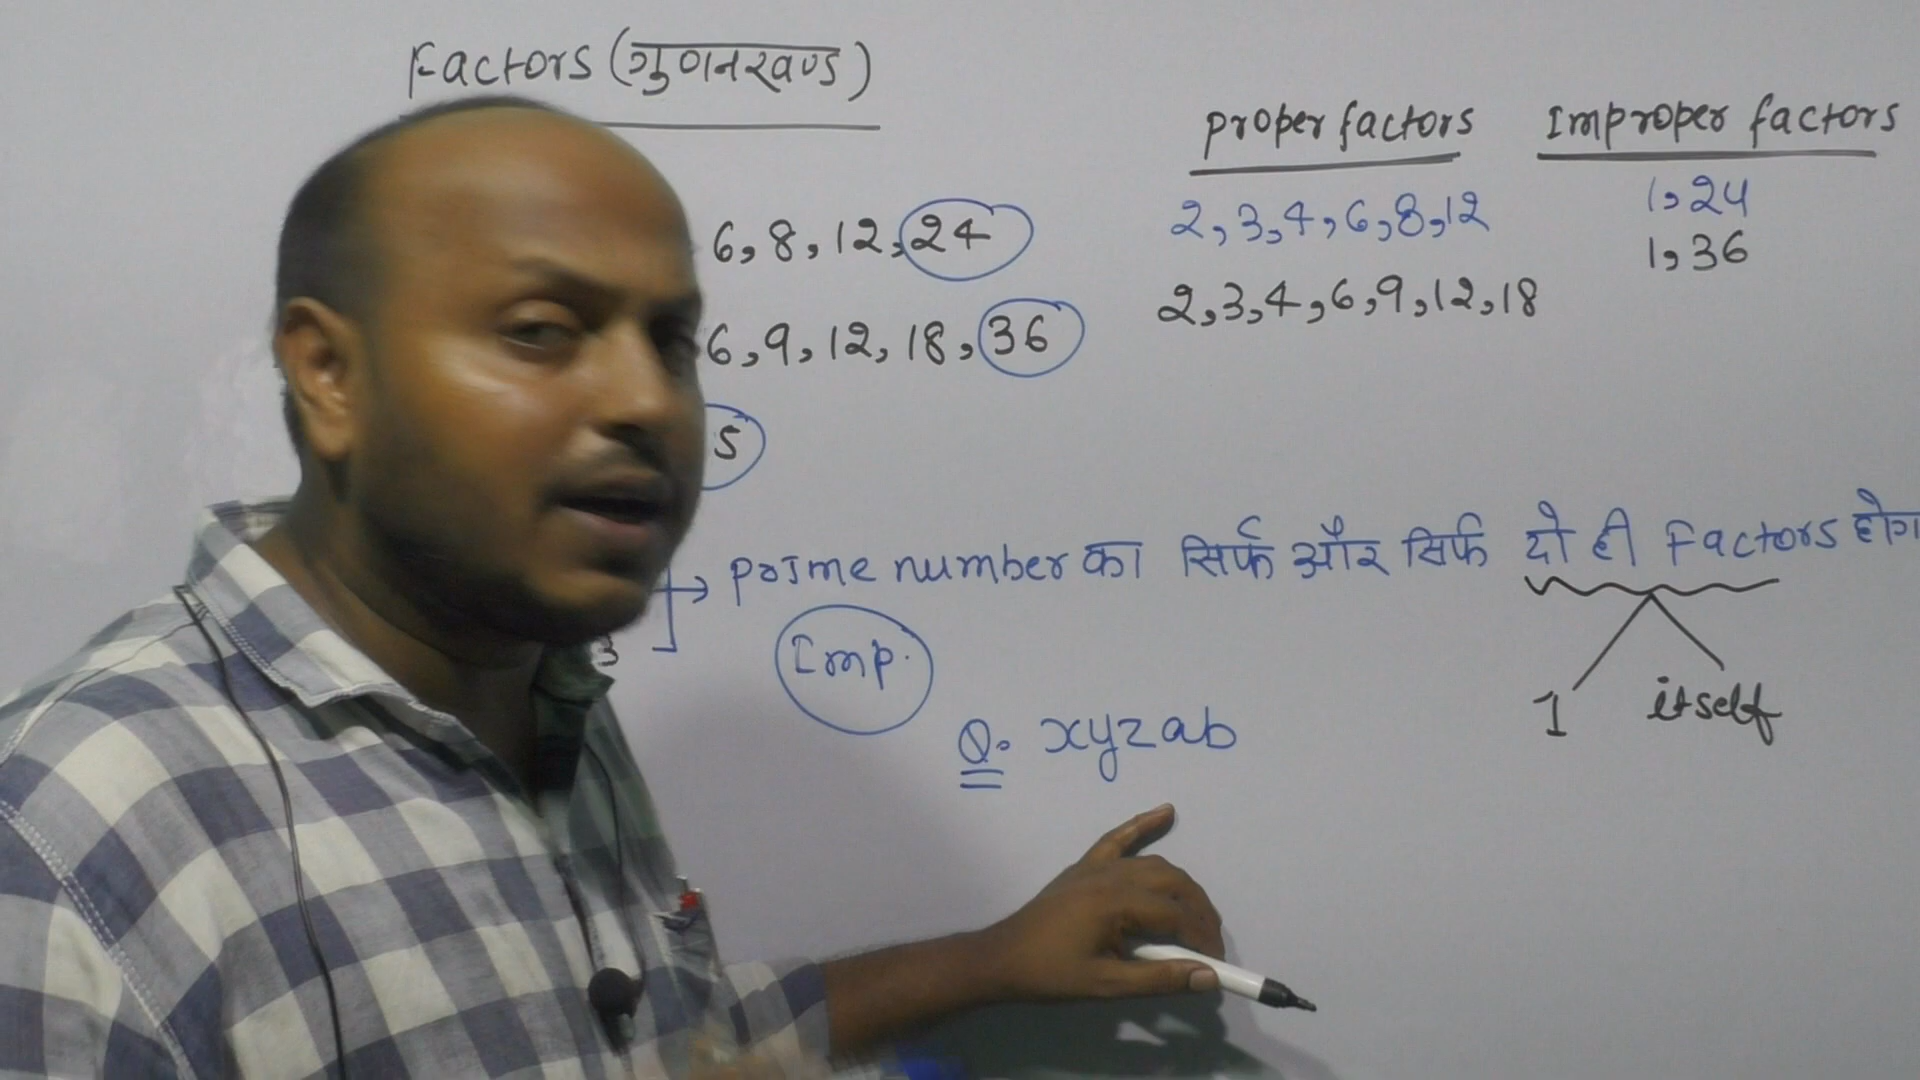 Factors (गुणनखण्ड)
Proper factors Improper factors
6, 8, 12, 24 2, 3, 4, 6, 8, 12 1, 24
1, 36
6, 9, 12, 18, 36 2, 3, 4, 6, 9, 12, 18
5
→ Prime number का सिर्फ और सिर्फ दो ही Factors
3
Imp.
1 itself
Q. xyzab